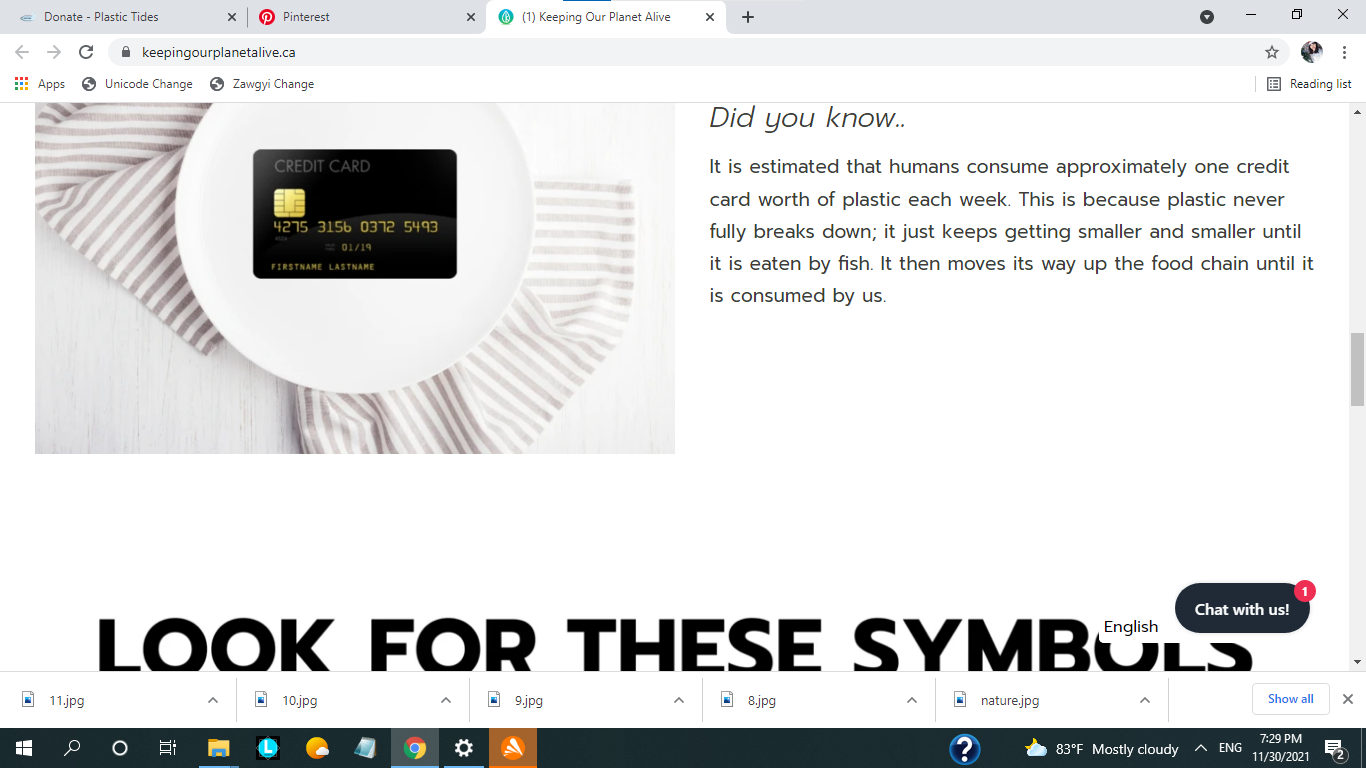 Donate - Plastic Tides
Pinterest
(1) Keeping Our Planet Alive
keepingourplanetalive.ca
Apps
Unicode Change
Zawgyi Change
Reading list
CREDIT CARD
4275 3156 0372 5493
01/19
FIRSTNAME LASTNAME
Did you know..
It is estimated that humans consume approximately one credit
card worth of plastic each week. This is because plastic never
fully breaks down; it just keeps getting smaller and smaller until
it is eaten by fish. It then moves its way up the food chain until it
is consumed by us.
1
Chat with us!
English
LOOK FOR THESE SYMBOLS
11.jpg
10.jpg
9.jpg
8.jpg
nature.jpg
Show all
L
?
83°F Mostly cloudy
ENG
7:29 PM
11/30/2021
2